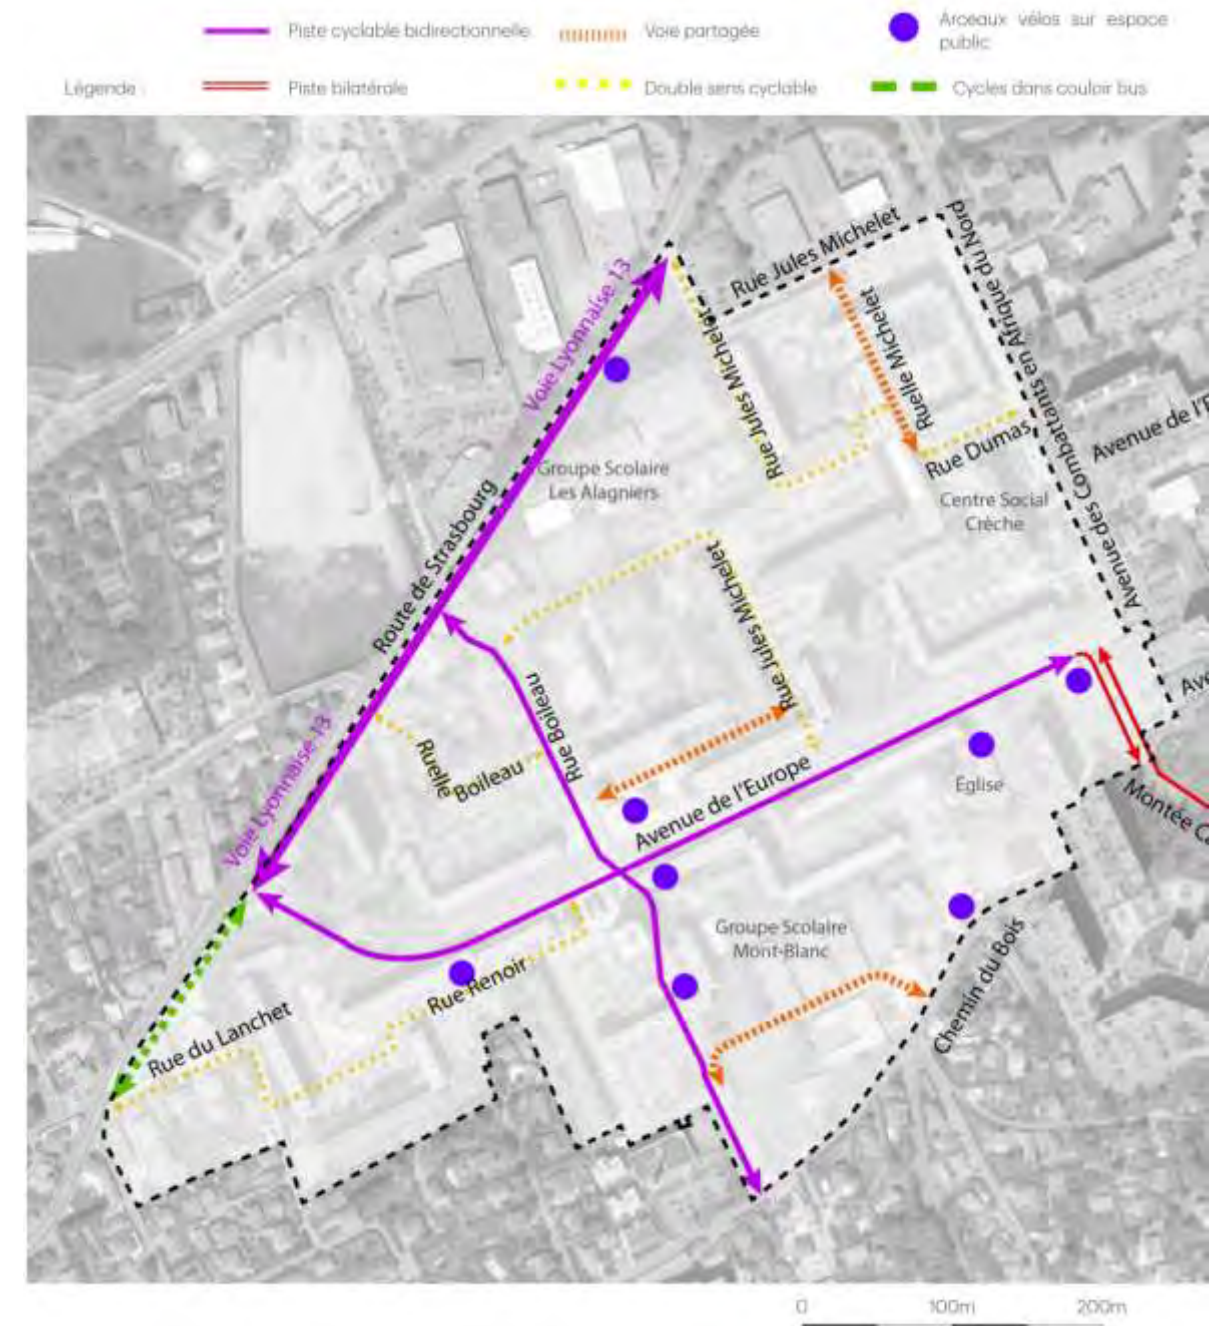 Piste cyclable bidirectionnelle
Voie partagée
Arceaux vélos sur espace
public
Légende
Piste bilatérale
Double sens cyclable
Cycles dans couloir bus
Rue Jules Michelet
Voie Lyonnaise 13
Avenue des Combattants en Afrique du Nord
Ruelle Michelet
Rue Jules Michelet
Avenue de l'E
Rue Dumas
Groupe Scolaire
Les Alagniers
Centre Social
Crèche
Route de Strasbourg
Rue Jules Michelet
Ave
Rue Boileau
Ruelle
Boileau
Voie Lyonnaise 13
Avenue de l'Europe
Eglise
Montée C
Groupe Scolaire
Mont-Blanc
Rue Renoir
Chemin du Bois
Rue du Lanchet
0 100m 200m